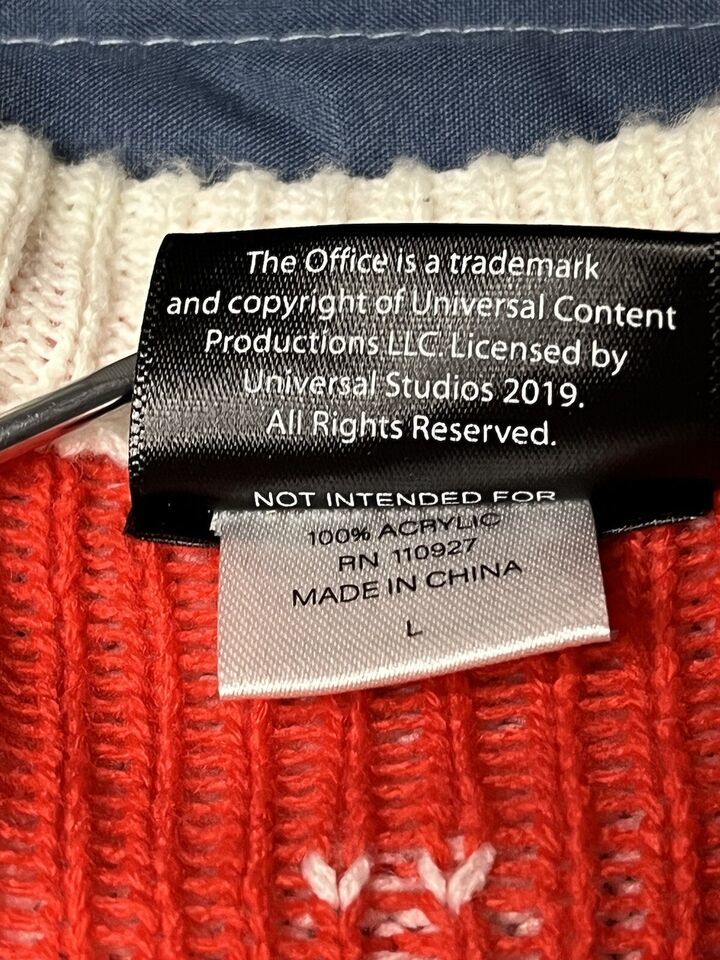 The Office is a trademark
and copyright of Universal Content
Productions LLC. Licensed by
Universal Studios 2019.
All Rights Reserved.
NOT INTENDED FOR
100% ACRYLIC
RN 110927
MADE IN CHINA
L